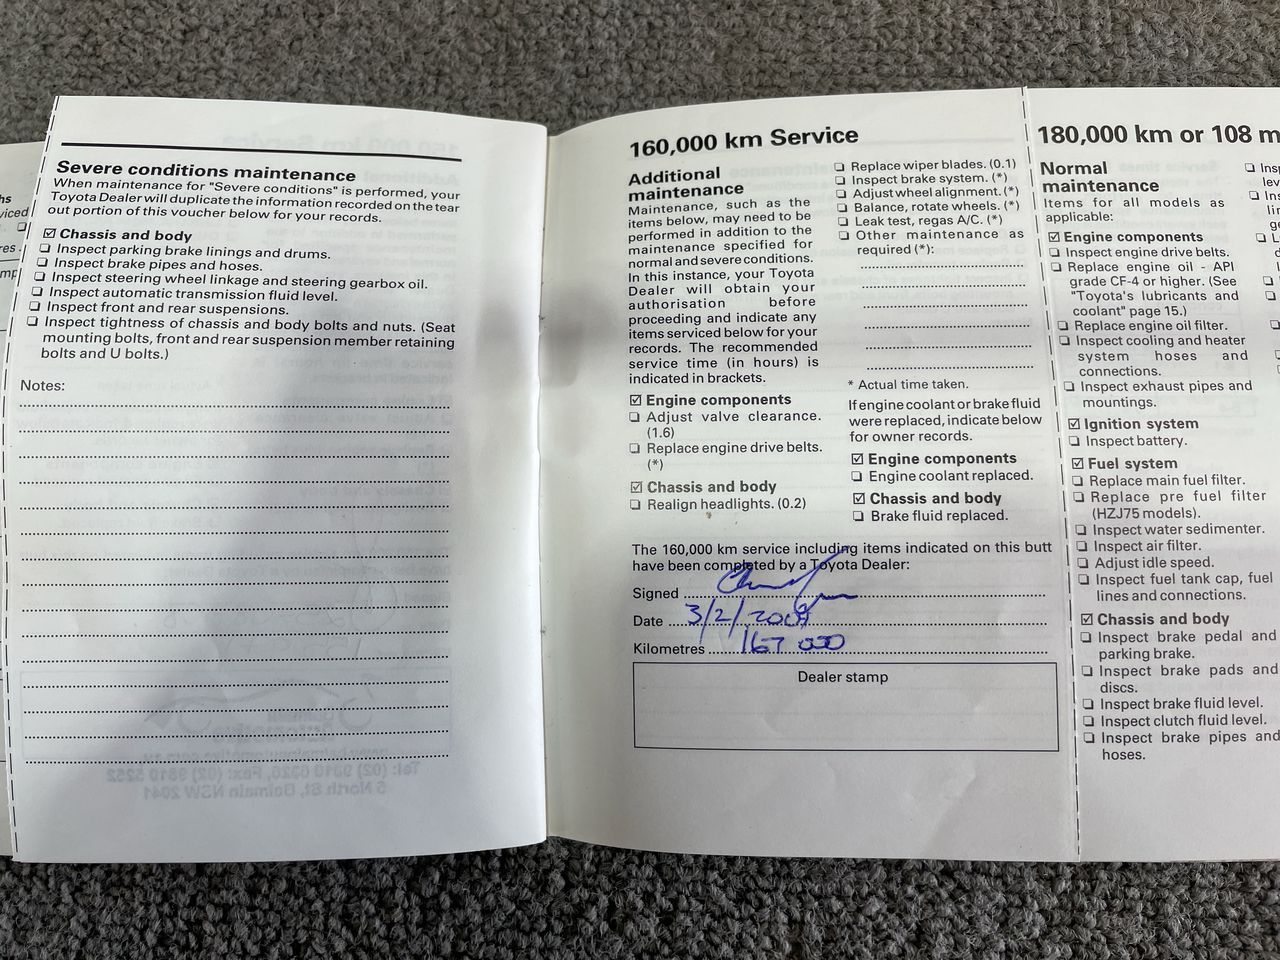 hs
viced
res
mp
Severe conditions maintenance
When maintenance for "Severe conditions" is performed, your
Toyota Dealer will duplicate the information recorded on the tear
out portion of this voucher below for your records.
☑ Chassis and body
❏ Inspect parking brake linings and drums.
❏ Inspect brake pipes and hoses.
❏ Inspect steering wheel linkage and steering gearbox oil.
❏ Inspect automatic transmission fluid level.
❏ Inspect front and rear suspensions.
❏ Inspect tightness of chassis and body bolts and nuts. (Seat
mounting bolts, front and rear suspension member retaining
bolts and U bolts.)
Notes:
160,000 km Service
Additional
maintenance
Maintenance, such as the
items below, may need to be
performed in addition to the
maintenance specified for
normal and severe conditions.
In this instance, your Toyota
Dealer will obtain your
authorisation before
proceeding and indicate any
items serviced below for your
records. The recommended
service time (in hours) is
indicated in brackets.
☑ Engine components
❏ Adjust valve clearance.
(1.6)
❏ Replace engine drive belts.
(*)
☑ Chassis and body
❏ Realign headlights. (0.2)
❏ Replace wiper blades. (0.1)
❏ Inspect brake system. (*)
❏ Adjust wheel alignment. (*)
❏ Balance, rotate wheels. (*)
❏ Leak test, regas A/C. (*)
❏ Other maintenance as
required (*):
* Actual time taken.
If engine coolant or brake fluid
were replaced, indicate below
for owner records.
☑ Engine components
❏ Engine coolant replaced.
☑ Chassis and body
❏ Brake fluid replaced.
The 160,000 km service including items indicated on this butt
have been completed by a Toyota Dealer:
Signed
Date 3/2/
Kilometres 167 000
Dealer stamp
180,000 km or 108 m
Normal
maintenance
Items for all models as
applicable:
☑ Engine components
❏ Inspect engine drive belts.
❏ Replace engine oil - API
grade CF-4 or higher. (See
"Toyota's lubricants and
coolant" page 15.)
❏ Replace engine oil filter.
❏ Inspect cooling and heater
system hoses and
connections.
❏ Inspect exhaust pipes and
mountings.
☑ Ignition system
❏ Inspect battery.
☑ Fuel system
❏ Replace main fuel filter.
❏ Replace pre fuel filter
(HZJ75 models).
❏ Inspect water sedimenter.
❏ Inspect air filter.
❏ Adjust idle speed.
❏ Inspect fuel tank cap, fuel
lines and connections.
☑ Chassis and body
❏ Inspect brake pedal and
parking brake.
❏ Inspect brake pads and
discs.
❏ Inspect brake fluid level.
❏ Inspect clutch fluid level.
❏ Inspect brake pipes and
hoses.